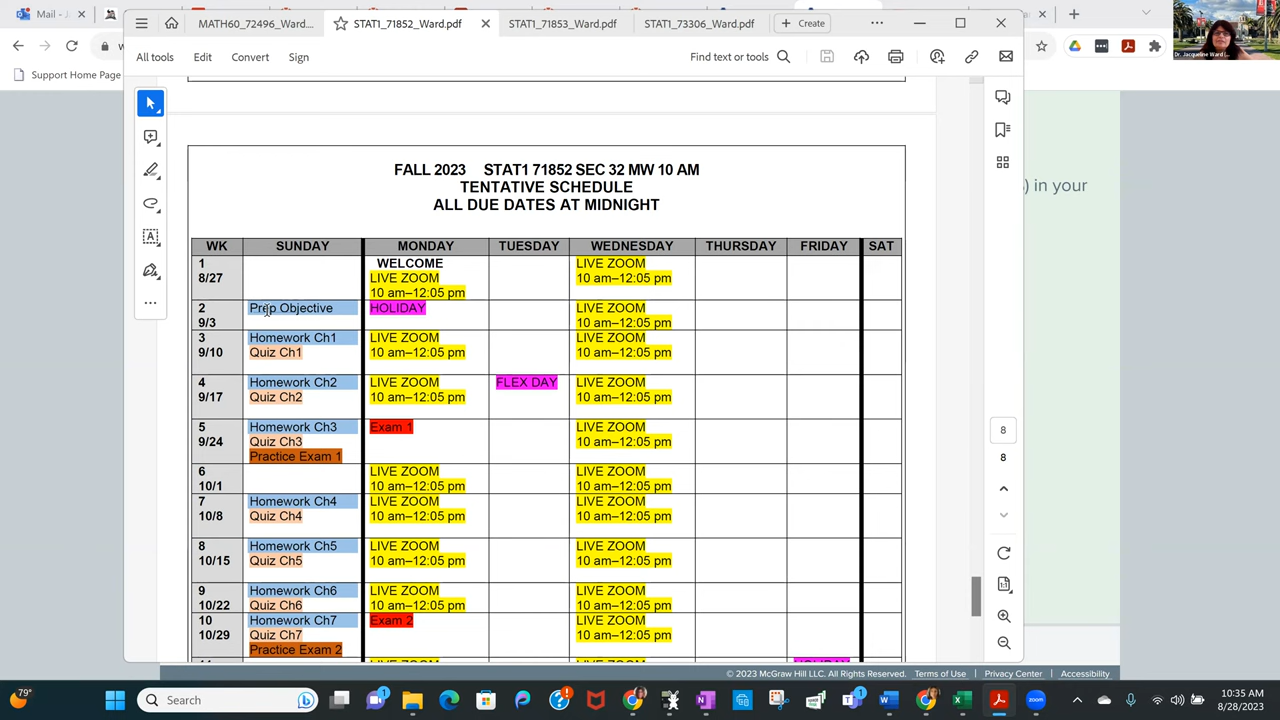 Mail -
Support Home Page
MATH60_72496_Ward...
STAT1_71852_Ward.pdf
STAT1_71853_Ward.pdf
STAT1_73306_Ward.pdf
Create
Dr. Jacqueline Ward
All tools
Edit
Convert
Sign
Find text or tools
) in your
FALL 2023 STAT1 71852 SEC 32 MW 10 AM
TENTATIVE SCHEDULE
ALL DUE DATES AT MIDNIGHT
WK SUNDAY MONDAY TUESDAY WEDNESDAY THURSDAY FRIDAY SAT
1 WELCOME LIVE ZOOM
8/27 LIVE ZOOM 10 am–12:05 pm
10 am–12:05 pm
2 Prep Objective HOLIDAY LIVE ZOOM
9/3 10 am–12:05 pm
3 Homework Ch1 LIVE ZOOM LIVE ZOOM
9/10 Quiz Ch1 10 am–12:05 pm 10 am–12:05 pm
4 Homework Ch2 LIVE ZOOM FLEX DAY LIVE ZOOM
9/17 Quiz Ch2 10 am–12:05 pm 10 am–12:05 pm
5 Homework Ch3 Exam 1 LIVE ZOOM
9/24 Quiz Ch3 10 am–12:05 pm
Practice Exam 1
6 LIVE ZOOM LIVE ZOOM
10/1 10 am–12:05 pm 10 am–12:05 pm
7 Homework Ch4 LIVE ZOOM LIVE ZOOM
10/8 Quiz Ch4 10 am–12:05 pm 10 am–12:05 pm
8 Homework Ch5 LIVE ZOOM LIVE ZOOM
10/15 Quiz Ch5 10 am–12:05 pm 10 am–12:05 pm
9 Homework Ch6 LIVE ZOOM LIVE ZOOM
10/22 Quiz Ch6 10 am–12:05 pm 10 am–12:05 pm
10 Homework Ch7 Exam 2 LIVE ZOOM
10/29 Quiz Ch7 10 am–12:05 pm
Practice Exam 2
8
8
© 2023 McGraw Hill LLC. All Rights Reserved. Terms of Use Privacy Center Accessibility
79°
Search
10:35 AM
8/28/2023